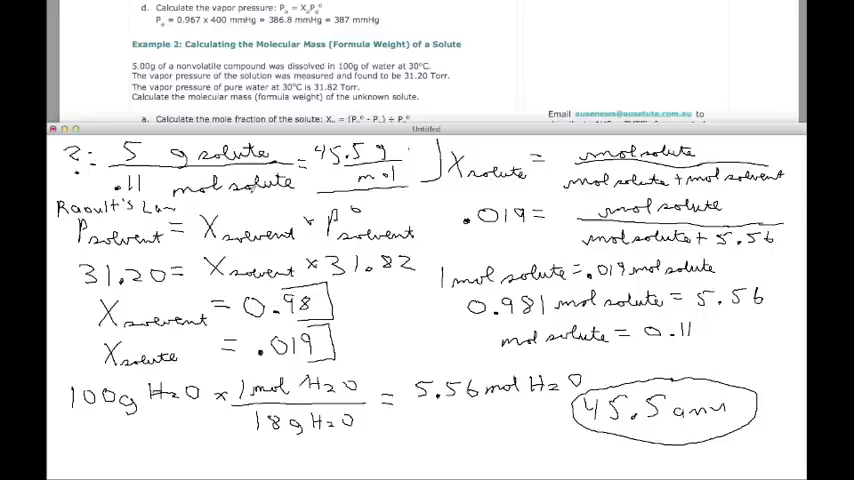 d. Calculate the vapor pressure: Pₐ = XₐPₐ⁰
Pₐ = 0.967 x 400 mmHg = 386.8 mmHg = 387 mmHg
Example 2: Calculating the Molecular Mass (Formula Weight) of a Solute
5.00g of a nonvolatile compound was dissolved in 100g of water at 30°C.
The vapor pressure of the solution was measured and found to be 31.20 Torr.
The vapor pressure of pure water at 30°C is 31.82 Torr.
Calculate the molecular mass (formula weight) of the unknown solute.
a. Calculate the mole fraction of the solute:
Email ausenews@ausetute.com.au to
Untitled
?: 5 g solute / .11 mol solute = 45.5 g / mol
Raoult's Law
Psolvent = Xsolvent × P⁰solvent
31.20 = Xsolvent × 31.82
Xsolvent = 0.98
Xsolute = .019
100g H₂O × 1 mol H₂O / 18 g H₂O = 5.56 mol H₂O
Xsolute = mol solute / mol solute + mol solvent
.019 = mol solute / mol solute + 5.56
mol solute = .019 mol solute
0.981 mol solute = 5.56
mol solute = 0.11
45.5 amu